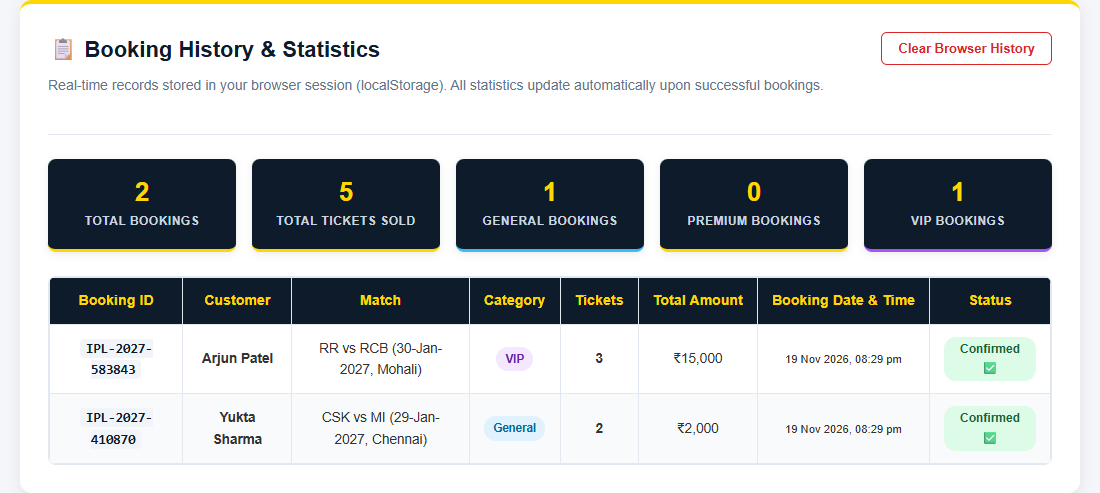 📋 Booking History & Statistics
Clear Browser History
Real-time records stored in your browser session (localStorage). All statistics update automatically upon successful bookings.
2
TOTAL BOOKINGS
5
TOTAL TICKETS SOLD
1
GENERAL BOOKINGS
0
PREMIUM BOOKINGS
1
VIP BOOKINGS
Booking ID Customer Match Category Tickets Total Amount Booking Date & Time Status
IPL-2027-
583843
Arjun Patel
RR vs RCB (30-Jan-
2027, Mohali)
VIP
3
₹15,000
19 Nov 2026, 08:29 pm
Confirmed
✅
IPL-2027-
410870
Yukta
Sharma
CSK vs MI (29-Jan-
2027, Chennai)
General
2
₹2,000
19 Nov 2026, 08:29 pm
Confirmed
✅